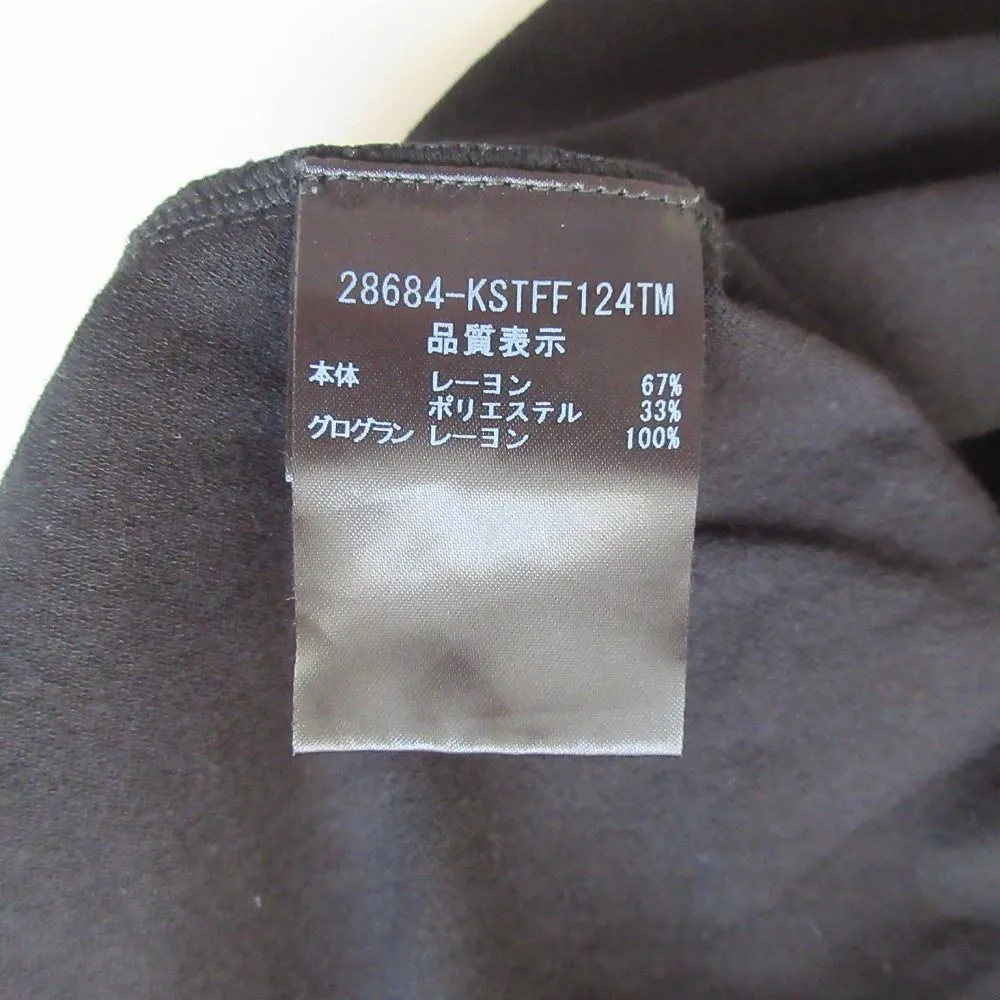 28684-KSTFF124TM
品質表示
本体 レーヨン 67%
ポリエステル 33%
グログラン レーヨン 100%